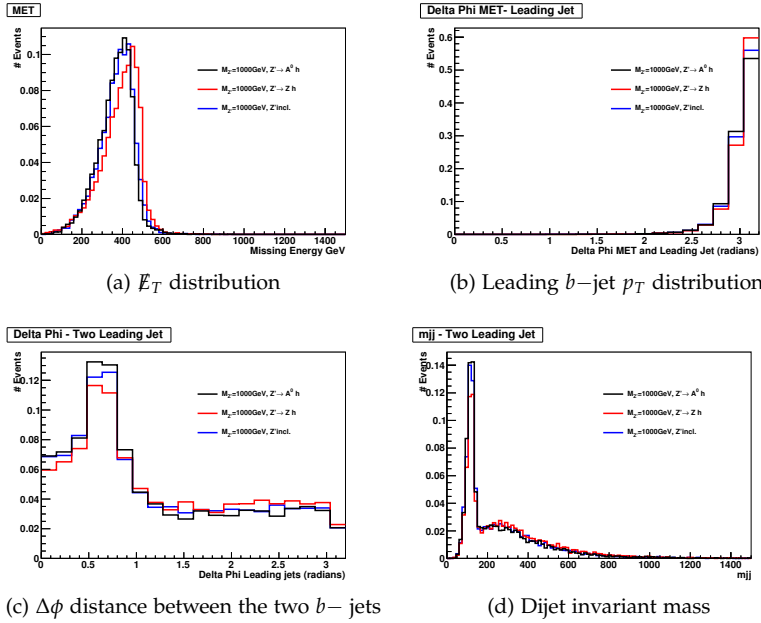 MET
# Events
0.1
0.08
0.06
0.04
0.02
0
M_Z'=1000GeV, Z'→ A⁰ h
M_Z'=1000GeV, Z'→ Z h
M_Z'=1000GeV, Z'incl.
0 200 400 600 800 1000 1200 1400
Missing Energy GeV
(a) E̸_T distribution
Delta Phi MET- Leading Jet
# Events
0.6
0.5
0.4
0.3
0.2
0.1
0
M_Z'=1000GeV, Z'→ A⁰ h
M_Z'=1000GeV, Z'→ Z h
M_Z'=1000GeV, Z'incl.
0 0.5 1 1.5 2 2.5 3
Delta Phi MET and Leading Jet (radians)
(b) Leading b−jet p_T distribution
Delta Phi - Two Leading Jet
# Events
0.12
0.1
0.08
0.06
0.04
0.02
0
M_Z'=1000GeV, Z'→ A⁰ h
M_Z'=1000GeV, Z'→ Z h
M_Z'=1000GeV, Z'incl.
0 0.5 1 1.5 2 2.5 3
Delta Phi Leading jets (radians)
(c) Δϕ distance between the two b− jets
mjj - Two Leading Jet
# Events
0.14
0.12
0.1
0.08
0.06
0.04
0.02
0
M_Z'=1000GeV, Z'→ A⁰ h
M_Z'=1000GeV, Z'→ Z h
M_Z'=1000GeV, Z'incl.
0 200 400 600 800 1000 1200 1400
mjj
(d) Dijet invariant mass